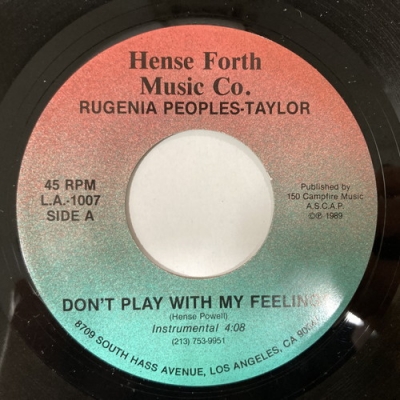 Hense Forth
Music Co.
RUGENIA PEOPLES-TAYLOR
45 RPM
L.A.-1007
SIDE A
Published by
150 Campfire Music
A.S.C.A.P.
©℗ 1989
DON'T PLAY WITH MY FEELING
(Hense Powell)
Instrumental 4:08
(213) 753-9951
8709 SOUTH HASS AVENUE, LOS ANGELES, CA